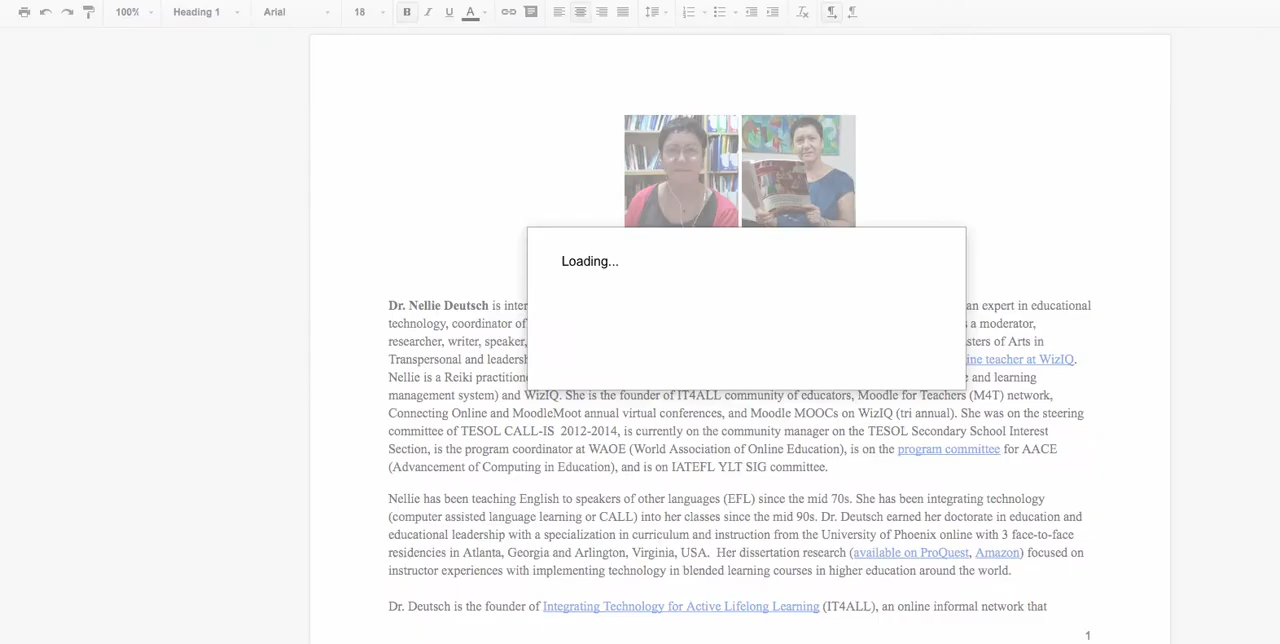 100% Heading 1 Arial 18 B I U A
Loading...
Dr. Nellie Deutsch is inter an expert in educational
technology, coordinator of s a moderator,
researcher, writer, speaker, sters of Arts in
Transpersonal and leadersh ine teacher at WizIQ.
Nellie is a Reiki practitione e and learning
management system) and WizIQ. She is the founder of IT4ALL community of educators, Moodle for Teachers (M4T) network,
Connecting Online and MoodleMoot annual virtual conferences, and Moodle MOOCs on WizIQ (tri annual). She was on the steering
committee of TESOL CALL-IS 2012-2014, is currently on the community manager on the TESOL Secondary School Interest
Section, is the program coordinator at WAOE (World Association of Online Education), is on the program committee for AACE
(Advancement of Computing in Education), and is on IATEFL YLT SIG committee.
Nellie has been teaching English to speakers of other languages (EFL) since the mid 70s. She has been integrating technology
(computer assisted language learning or CALL) into her classes since the mid 90s. Dr. Deutsch earned her doctorate in education and
educational leadership with a specialization in curriculum and instruction from the University of Phoenix online with 3 face-to-face
residencies in Atlanta, Georgia and Arlington, Virginia, USA. Her dissertation research (available on ProQuest, Amazon) focused on
instructor experiences with implementing technology in blended learning courses in higher education around the world.
Dr. Deutsch is the founder of Integrating Technology for Active Lifelong Learning (IT4ALL), an online informal network that
1